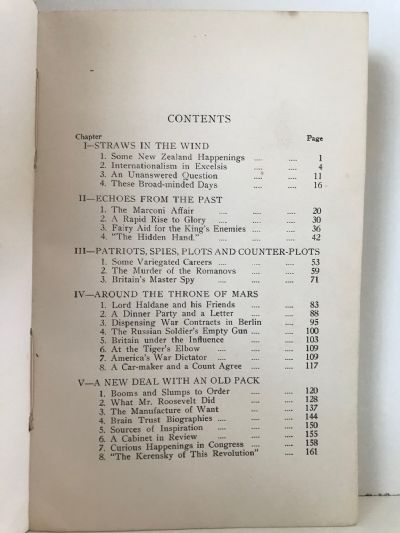 CONTENTS
Chapter Page
I—STRAWS IN THE WIND
1. Some New Zealand Happenings .... .... 1
2. Internationalism in Excelsis .... .... 4
3. An Unanswered Question .... .... 11
4. These Broad-minded Days .... .... 16
II—ECHOES FROM THE PAST
1. The Marconi Affair .... .... .... 20
2. A Rapid Rise to Glory .... .... .... 30
3. Fairy Aid for the King's Enemies .... .... 36
4. "The Hidden Hand." .... .... .... 42
III—PATRIOTS, SPIES, PLOTS AND COUNTER-PLOTS
1. Some Variegated Careers .... .... .... 53
2. The Murder of the Romanovs .... .... 59
3. Britain's Master Spy .... .... .... 71
IV—AROUND THE THRONE OF MARS
1. Lord Haldane and his Friends .... .... 83
2. A Dinner Party and a Letter .... .... 88
3. Dispensing War Contracts in Berlin .... 95
4. The Russian Soldier's Empty Gun .... .... 100
5. Britain under the Influence .... .... 103
6. At the Tiger's Elbow .... .... .... 109
7. America's War Dictator .... .... .... 109
8. A Car-maker and a Count Agree .... .... 117
V—A NEW DEAL WITH AN OLD PACK
1. Booms and Slumps to Order .... .... 120
2. What Mr. Roosevelt Did .... .... .... 128
3. The Manufacture of Want .... .... 137
4. Brain Trust Biographies .... .... .... 144
5. Sources of Inspiration .... .... .... 150
6. A Cabinet in Review .... .... .... 155
7. Curious Happenings in Congress .... .... 158
8. "The Kerensky of This Revolution" .... 161